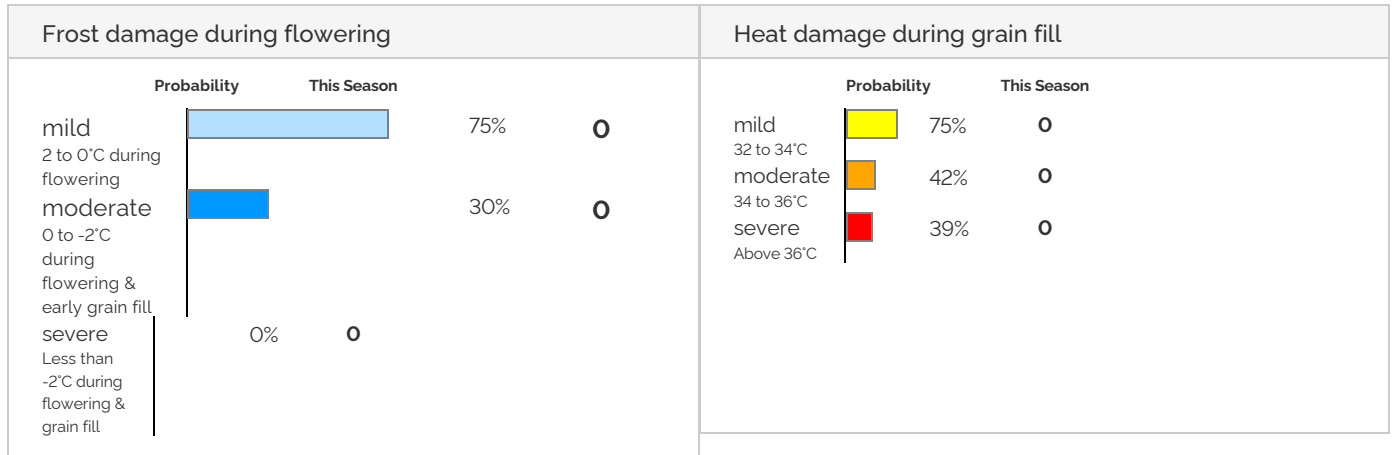 Frost damage during flowering
Probability This Season
mild 75% 0
2 to 0°C during
flowering
moderate 30% 0
0 to -2°C
during
flowering &
early grain fill
severe 0% 0
Less than
-2°C during
flowering &
grain fill
Heat damage during grain fill
Probability This Season
mild 75% 0
32 to 34°C
moderate 42% 0
34 to 36°C
severe 39% 0
Above 36°C